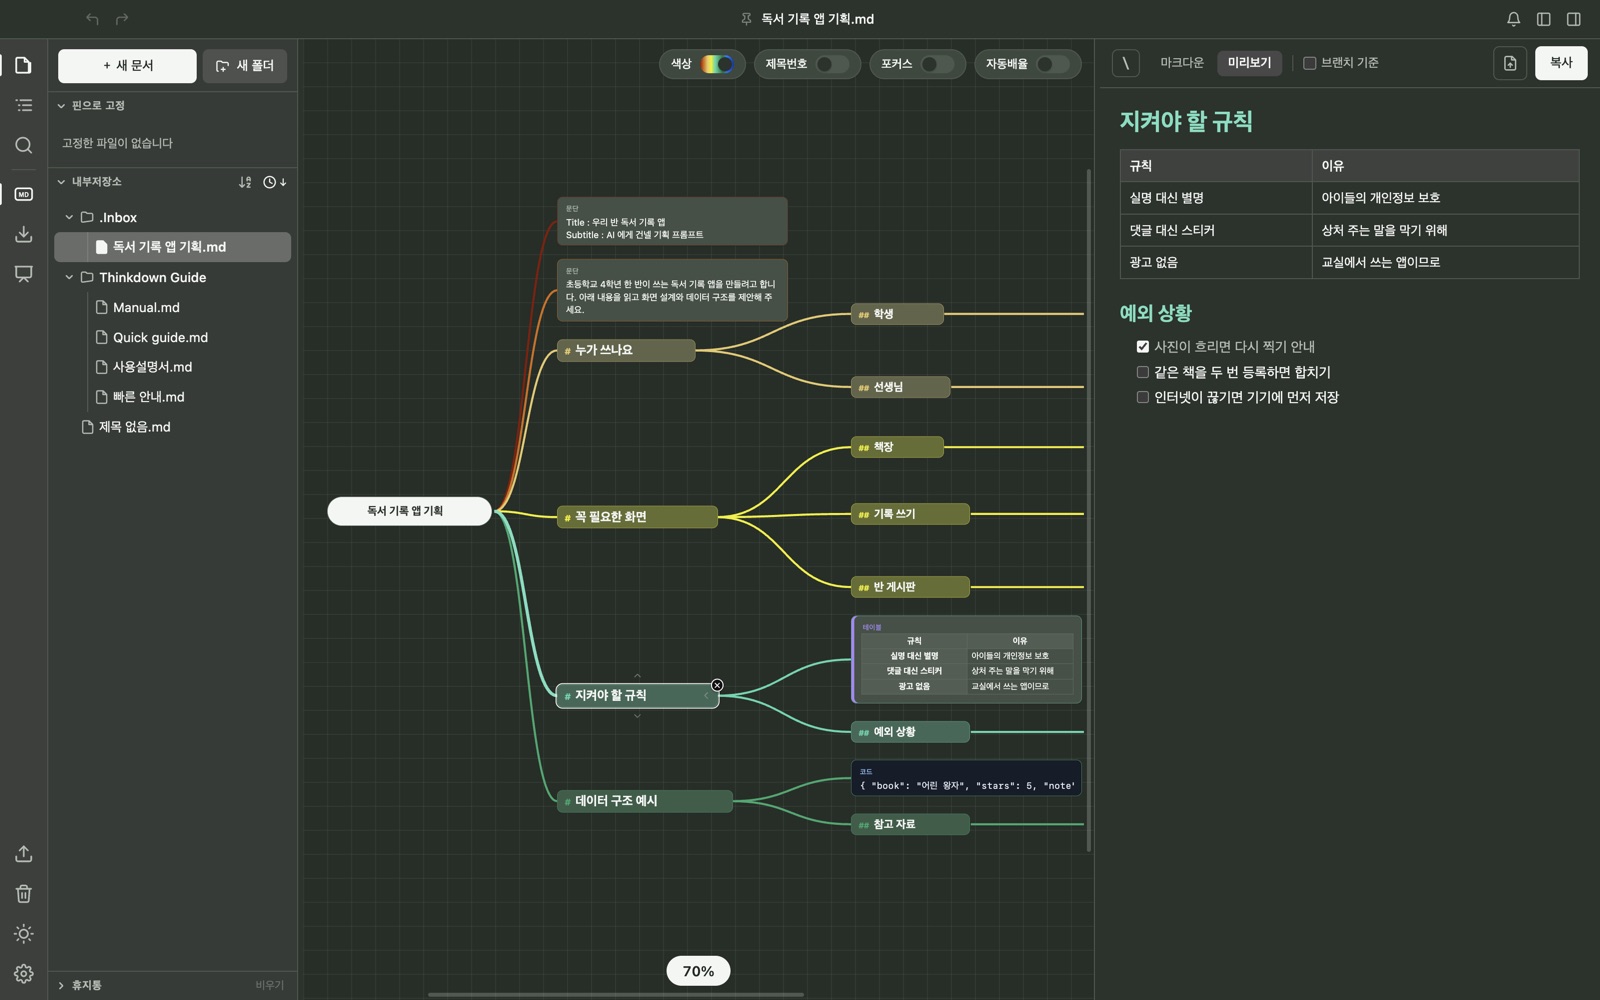 독서 기록 앱 기획.md
+ 새 문서
새 폴더
핀으로 고정
고정한 파일이 없습니다
내부저장소
.Inbox
독서 기록 앱 기획.md
Thinkdown Guide
Manual.md
Quick guide.md
사용설명서.md
빠른 안내.md
제목 없음.md
휴지통
비우기
MD
색상
제목번호
포커스
자동배율
문단
Title : 우리 반 독서 기록 앱
Subtitle : AI 에게 건넬 기획 프롬프트
문단
초등학교 4학년 한 반이 쓰는 독서 기록 앱을 만들려고 합니
다. 아래 내용을 읽고 화면 설계와 데이터 구조를 제안해 주
세요.
독서 기록 앱 기획
# 누가 쓰나요
## 학생
## 선생님
# 꼭 필요한 화면
## 책장
## 기록 쓰기
## 반 게시판
# 지켜야 할 규칙
테이블
규칙 이유
실명 대신 별명 아이들의 개인정보 보호
댓글 대신 스티커 상처 주는 말을 막기 위해
광고 없음 교실에서 쓰는 앱이므로
## 예외 상황
# 데이터 구조 예시
코드
{ "book": "어린 왕자", "stars": 5, "note"
## 참고 자료
70%
\
마크다운
미리보기
브랜치 기준
복사
지켜야 할 규칙
규칙 이유
실명 대신 별명 아이들의 개인정보 보호
댓글 대신 스티커 상처 주는 말을 막기 위해
광고 없음 교실에서 쓰는 앱이므로
예외 상황
사진이 흐리면 다시 찍기 안내
같은 책을 두 번 등록하면 합치기
인터넷이 끊기면 기기에 먼저 저장